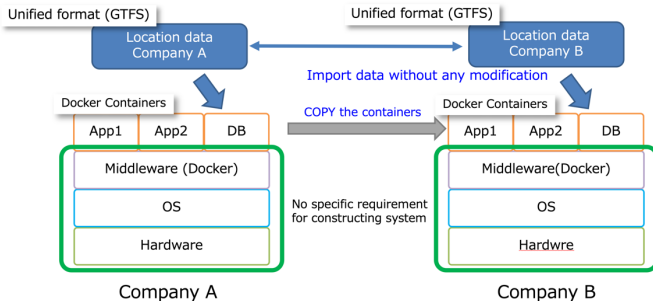 Unified format (GTFS)
Unified format (GTFS)
Location data
Company A
Location data
Company B
Import data without any modification
Docker Containers
COPY the containers
Docker Containers
App1
App2
DB
App1
App2
DB
Middleware (Docker)
Middleware(Docker)
OS
No specific requirement
for constructing system
OS
Hardware
Hardwre
Company A
Company B